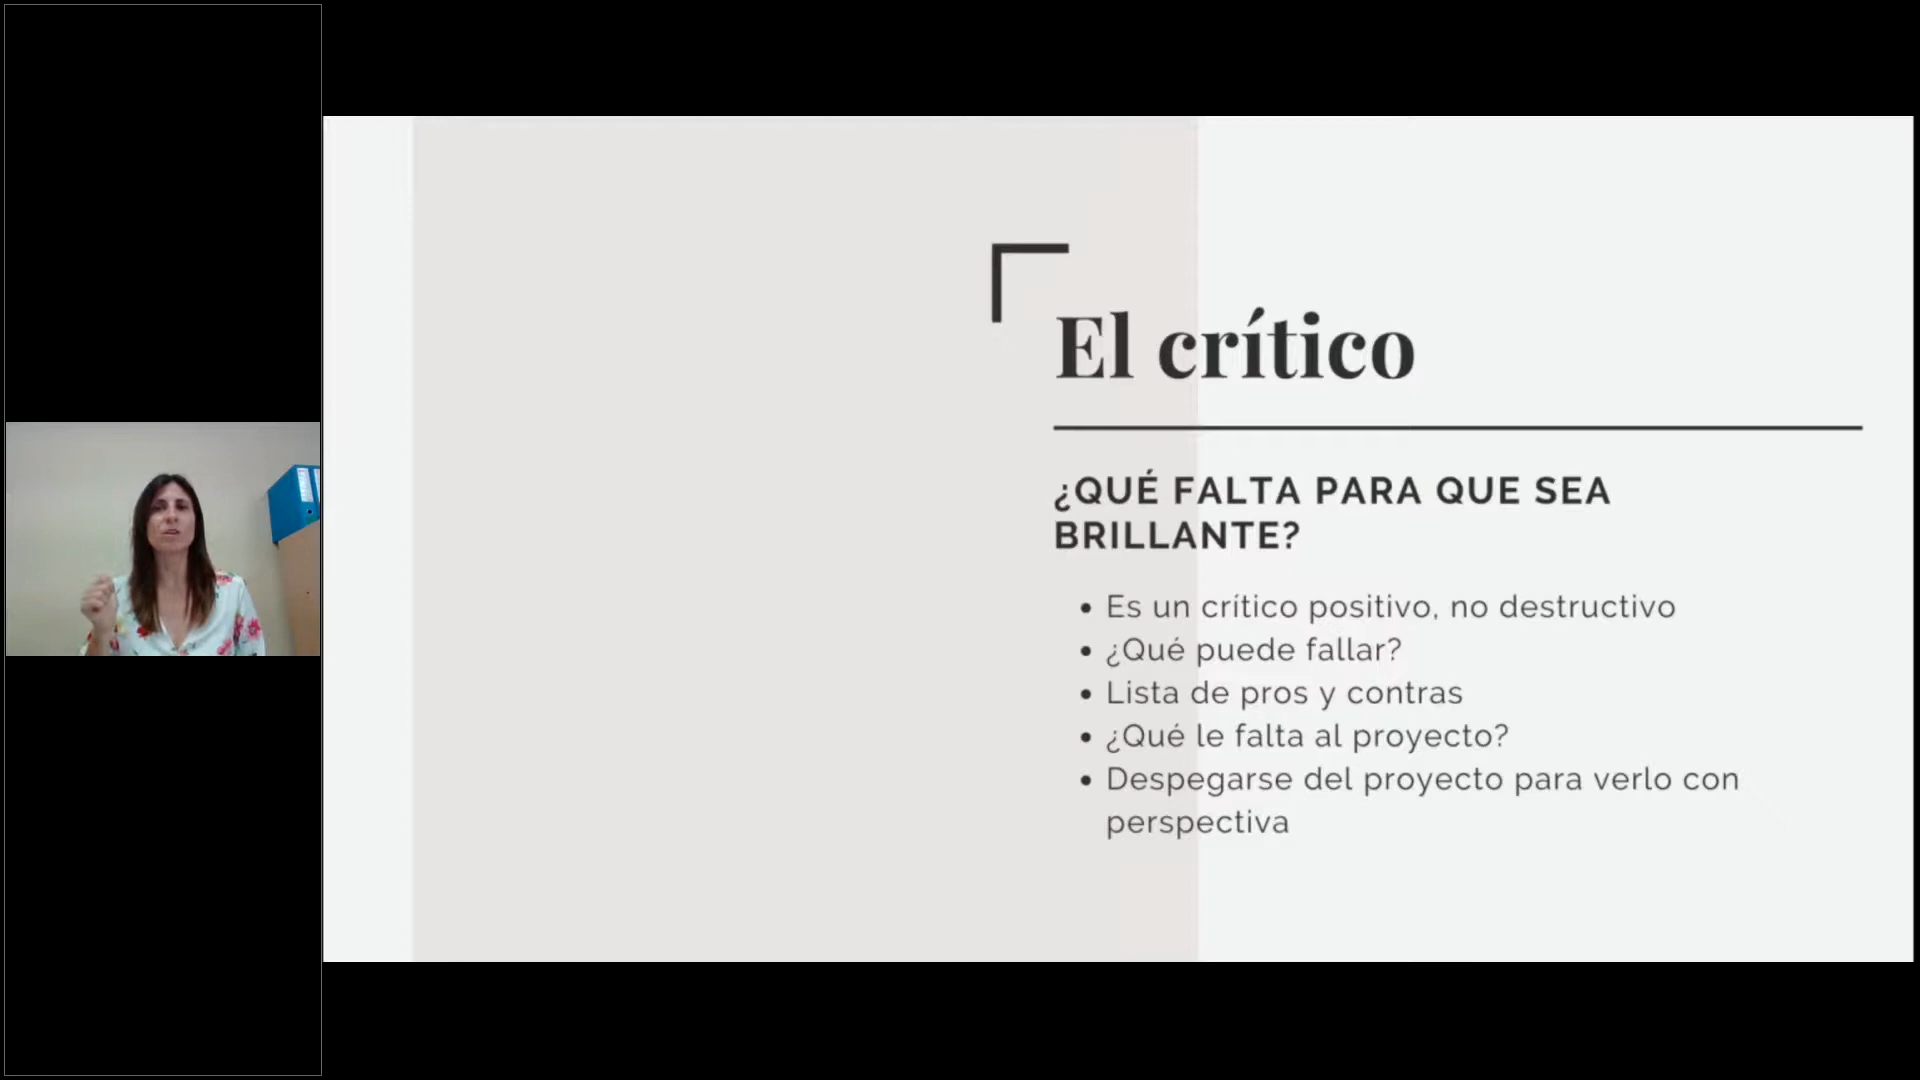 El crítico
¿QUÉ FALTA PARA QUE SEA
BRILLANTE?
• Es un crítico positivo, no destructivo
• ¿Qué puede fallar?
• Lista de pros y contras
• ¿Qué le falta al proyecto?
• Despegarse del proyecto para verlo con
perspectiva